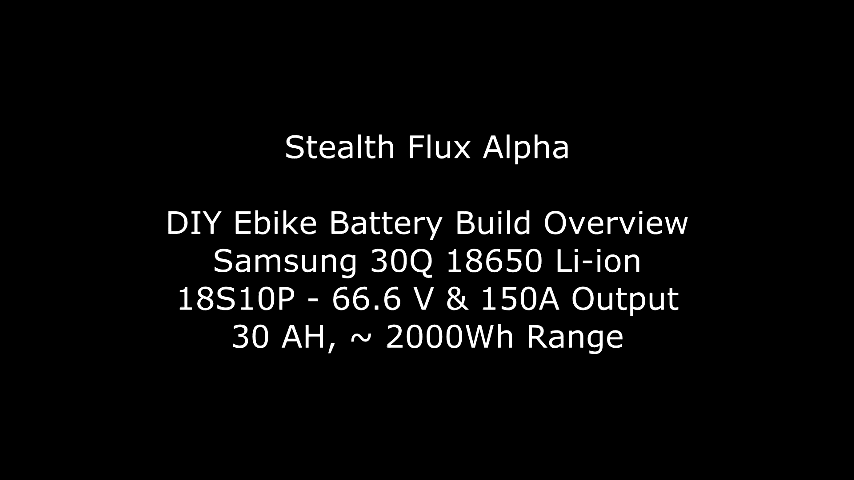 Stealth Flux Alpha
DIY Ebike Battery Build Overview
Samsung 30Q 18650 Li-ion
18S10P - 66.6 V & 150A Output
30 AH, ~ 2000Wh Range